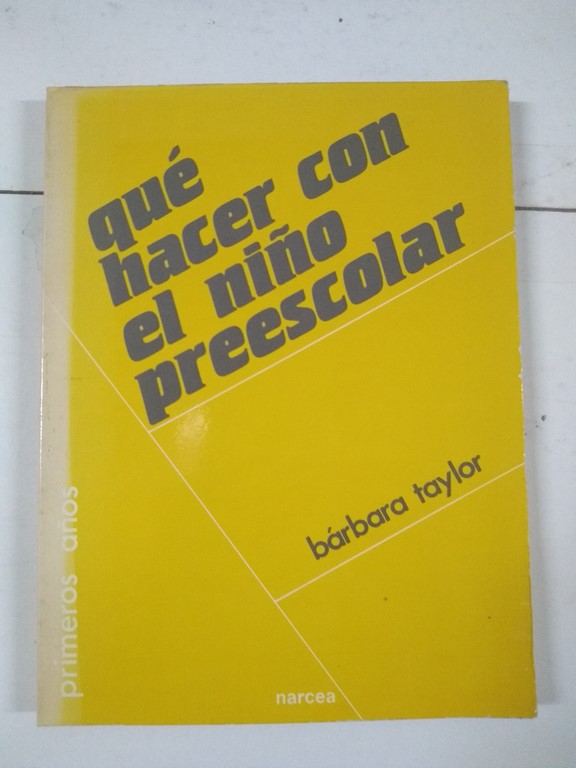 qué
hacer con
el niño
preescolar
bárbara taylor
primeros años
narcea